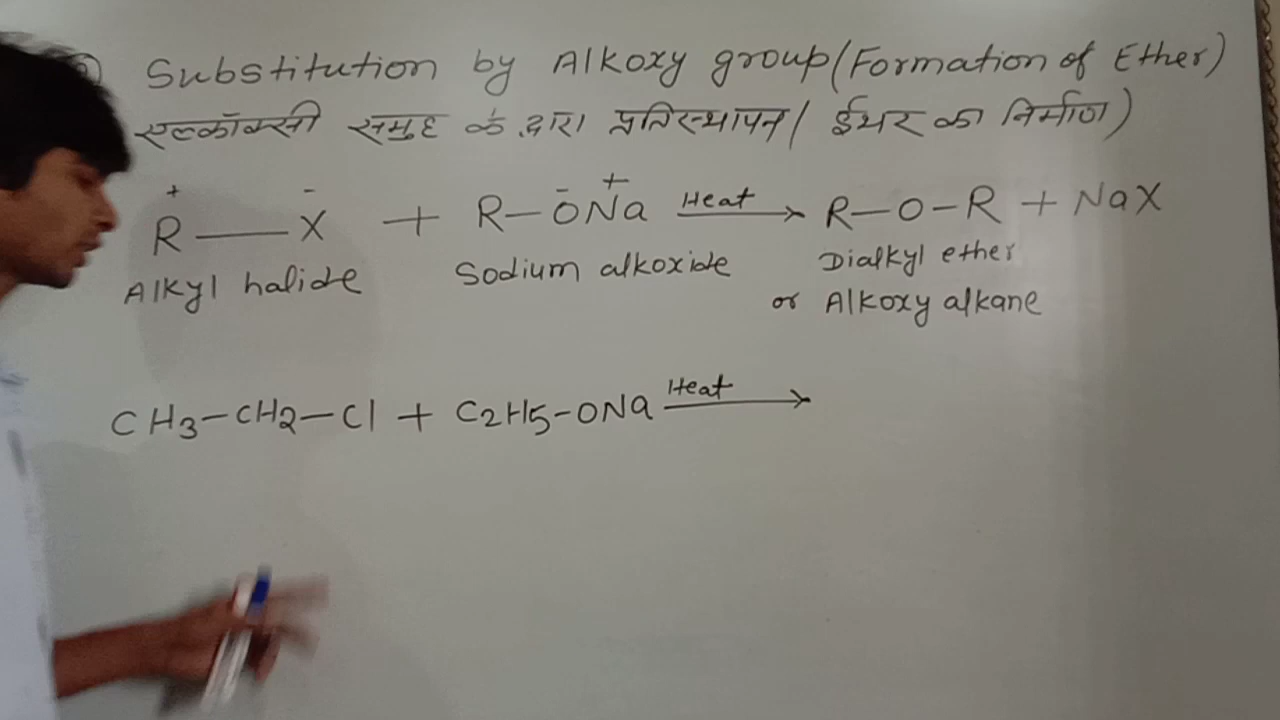 Substitution by Alkoxy group (Formation of Ether)
एल्कॉक्सी समुह के द्वारा प्रतिस्थापन / ईथर का निर्माण)
+ - - +
R—X + R—ONa Heat → R—O—R + NaX
Alkyl halide Sodium alkoxide Dialkyl ether
or Alkoxy alkane
CH3-CH2-Cl + C2H5-ONa Heat →